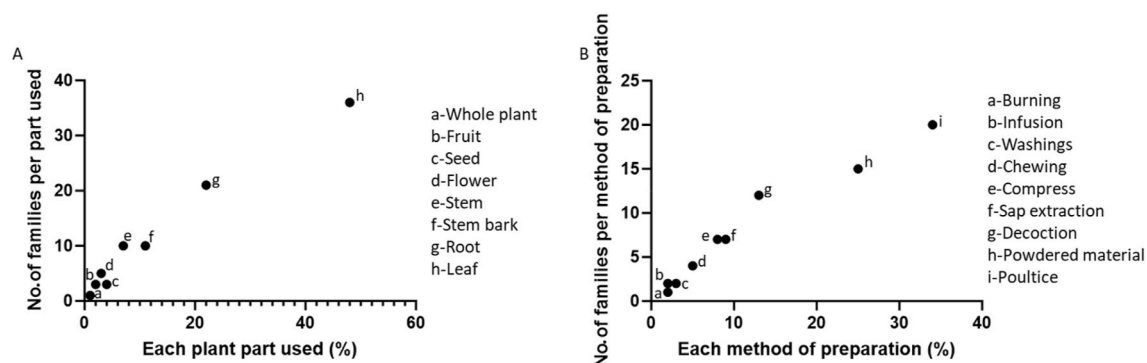 A
No.of families per part used
40
30
20
10
0
0
20
40
60
Each plant part used (%)
a
b
c
d
e
f
g
h
a-Whole plant
b-Fruit
c-Seed
d-Flower
e-Stem
f-Stem bark
g-Root
h-Leaf
B
No.of families per method of preparation
25
20
15
10
5
0
0
10
20
30
40
Each method of preparation (%)
a
b
c
d
e
f
g
h
i
a-Burning
b-Infusion
c-Washings
d-Chewing
e-Compress
f-Sap extraction
g-Decoction
h-Powdered material
i-Poultice